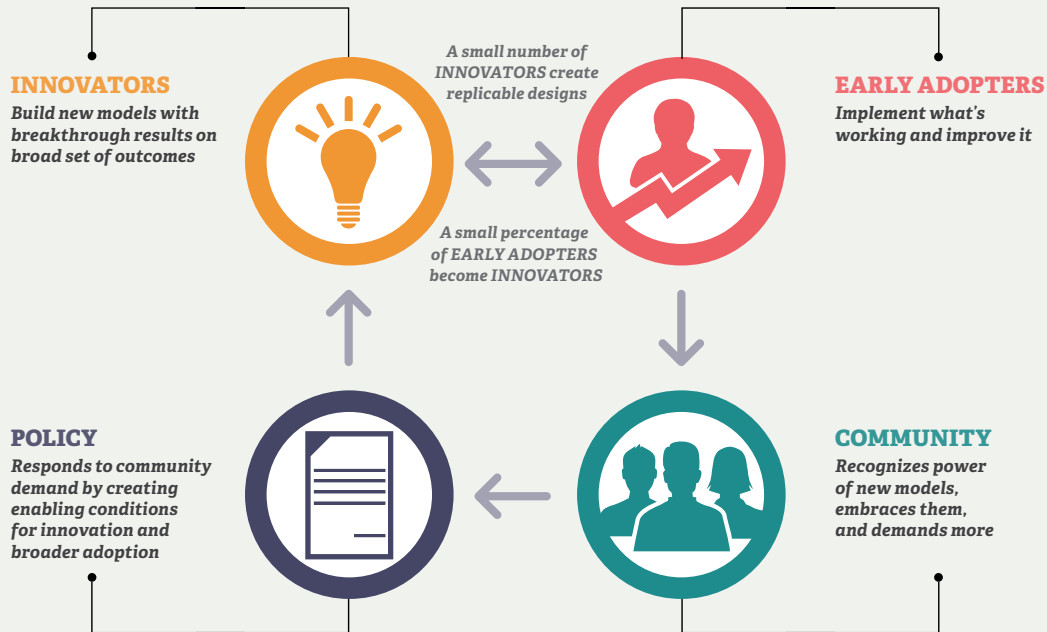 INNOVATORS
Build new models with
breakthrough results on
broad set of outcomes
A small number of
INNOVATORS create
replicable designs
EARLY ADOPTERS
Implement what's
working and improve it
A small percentage
of EARLY ADOPTERS
become INNOVATORS
POLICY
Responds to community
demand by creating
enabling conditions
for innovation and
broader adoption
COMMUNITY
Recognizes power
of new models,
embraces them,
and demands more